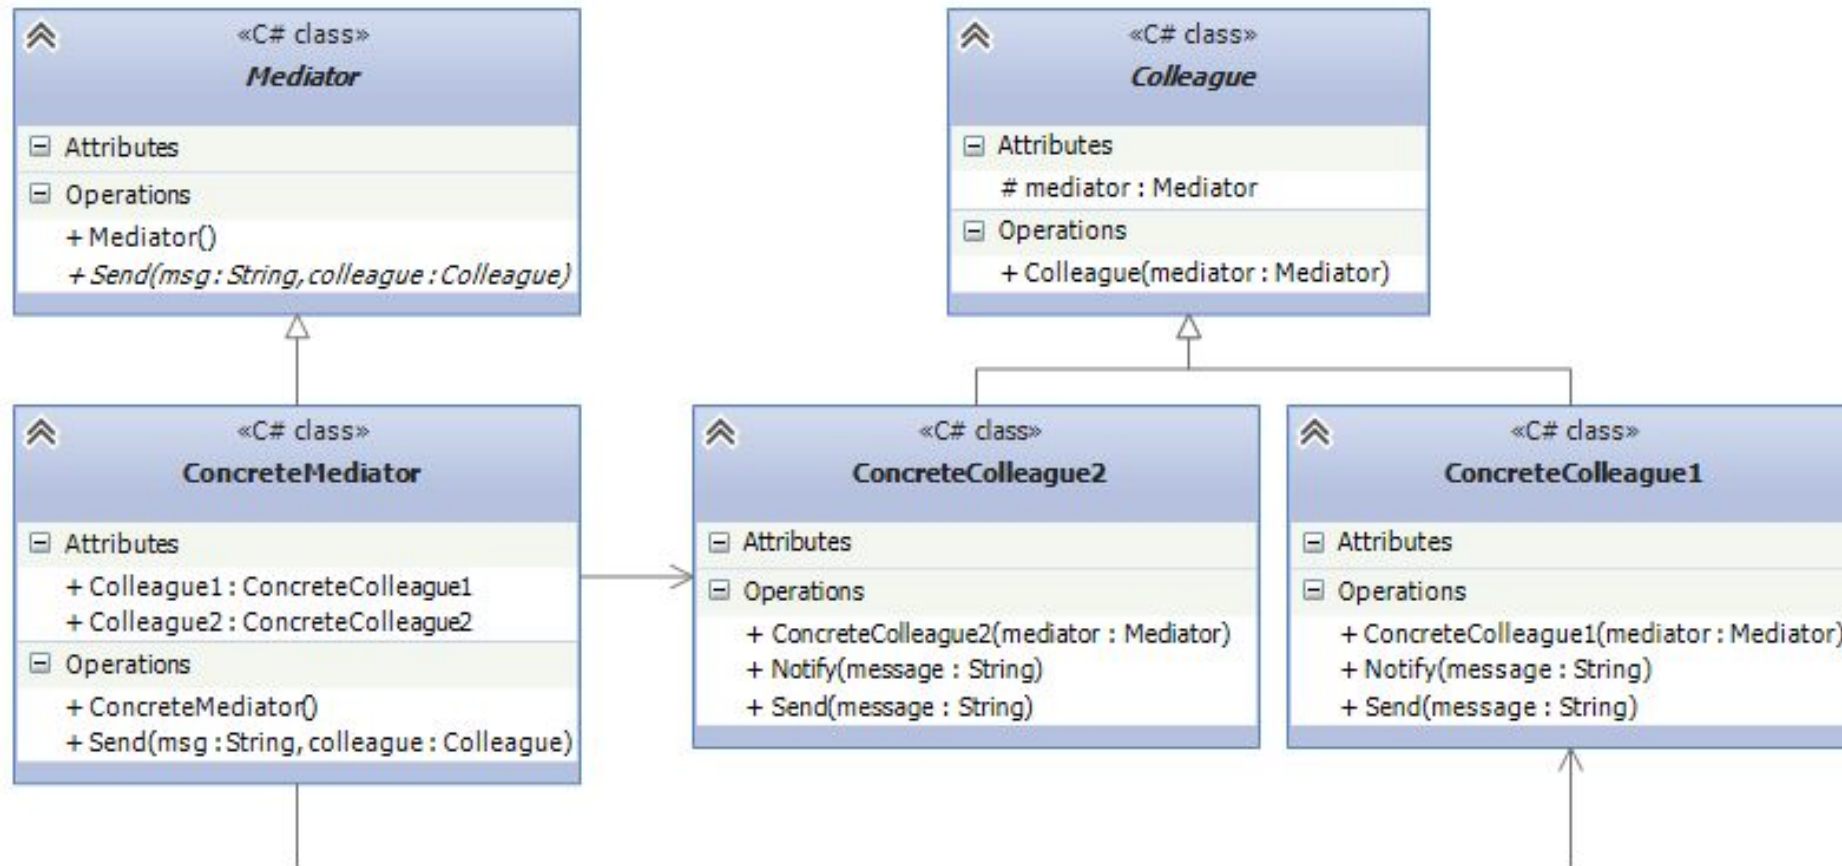 «C# class»
Mediator
Attributes
Operations
+ Mediator()
+ Send(msg : String, colleague : Colleague)
«C# class»
Colleague
Attributes
# mediator : Mediator
Operations
+ Colleague(mediator : Mediator)
«C# class»
ConcreteMediator
Attributes
+ Colleague1 : ConcreteColleague1
+ Colleague2 : ConcreteColleague2
Operations
+ ConcreteMediator()
+ Send(msg : String, colleague : Colleague)
«C# class»
ConcreteColleague2
Attributes
Operations
+ ConcreteColleague2(mediator : Mediator)
+ Notify(message : String)
+ Send(message : String)
«C# class»
ConcreteColleague1
Attributes
Operations
+ ConcreteColleague1(mediator : Mediator)
+ Notify(message : String)
+ Send(message : String)